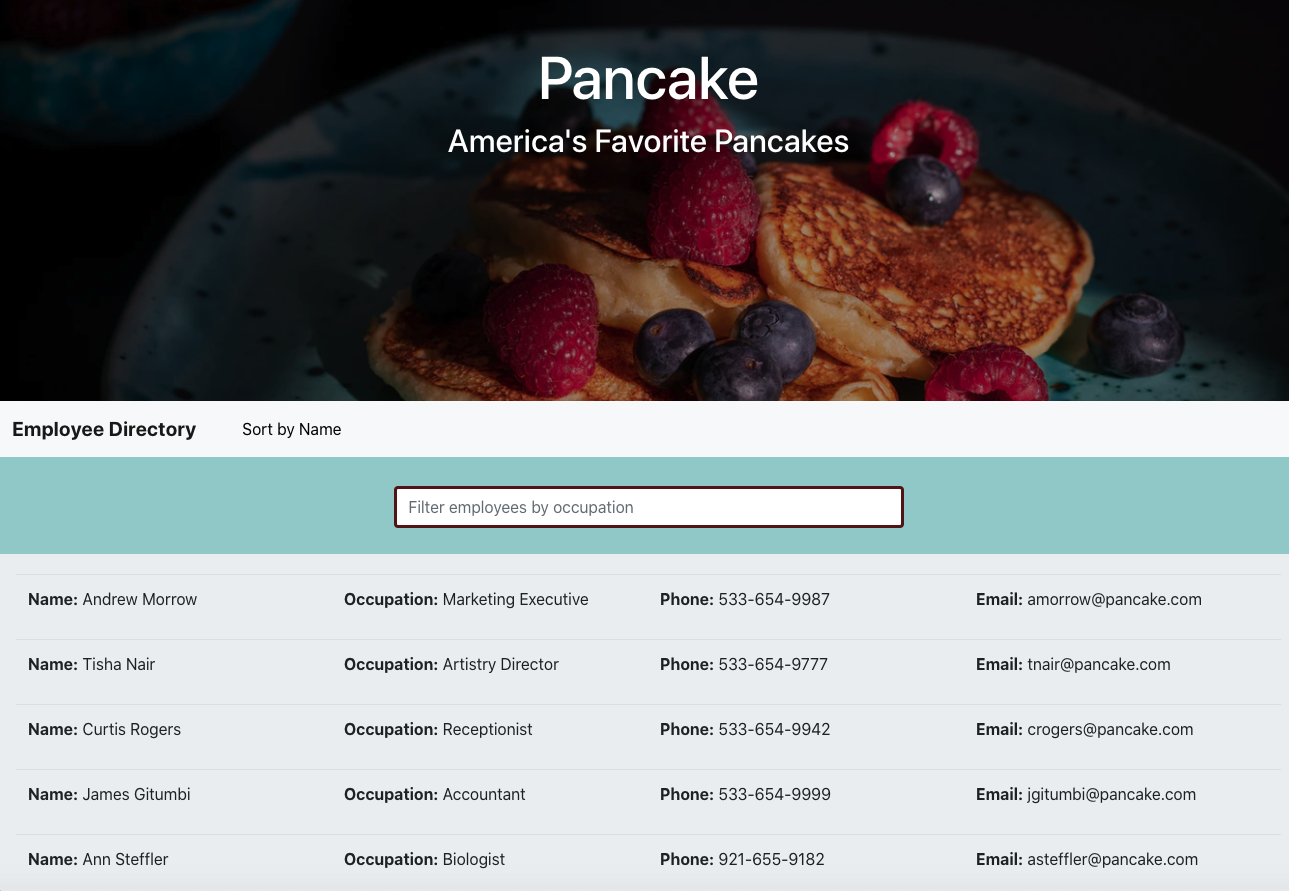 Pancake
America's Favorite Pancakes
Employee Directory Sort by Name
Filter employees by occupation
Name: Andrew Morrow Occupation: Marketing Executive Phone: 533-654-9987 Email: amorrow@pancake.com
Name: Tisha Nair Occupation: Artistry Director Phone: 533-654-9777 Email: tnair@pancake.com
Name: Curtis Rogers Occupation: Receptionist Phone: 533-654-9942 Email: crogers@pancake.com
Name: James Gitumbi Occupation: Accountant Phone: 533-654-9999 Email: jgitumbi@pancake.com
Name: Ann Steffler Occupation: Biologist Phone: 921-655-9182 Email: asteffler@pancake.com